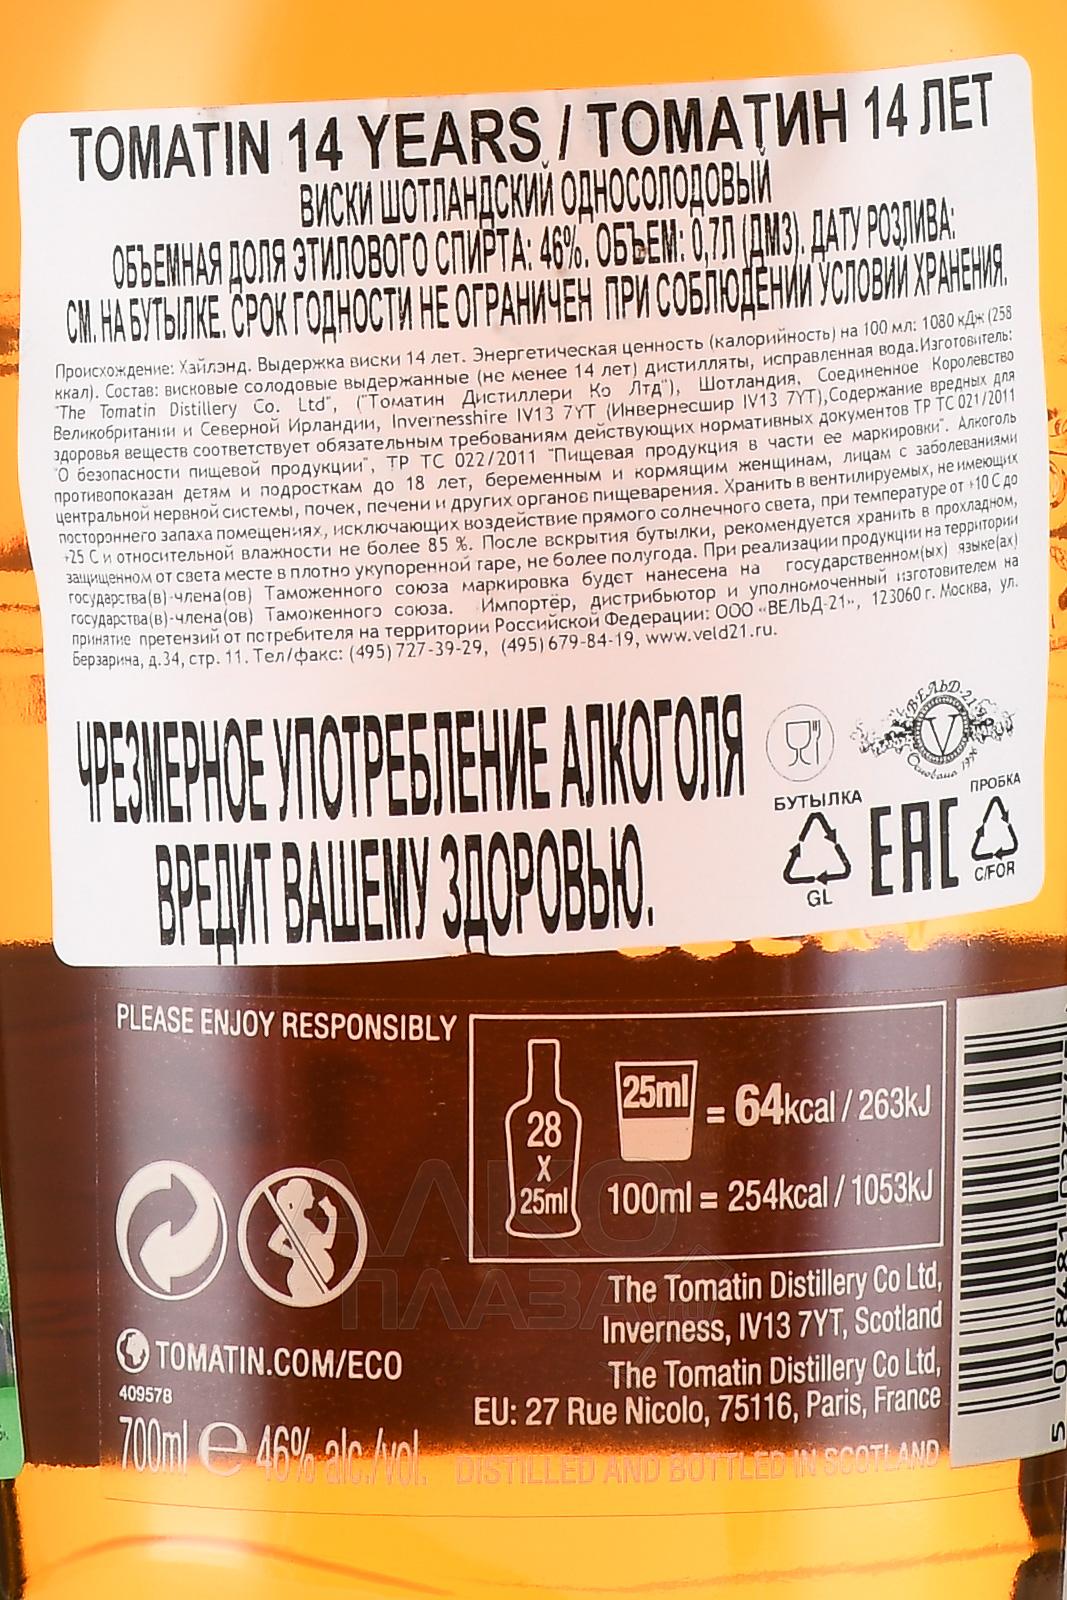 TOMATIN 14 YEARS / ТОМАТИН 14 ЛЕТ
ВИСКИ ШОТЛАНДСКИЙ ОДНОСОЛОДОВЫЙ
ОБЪЕМНАЯ ДОЛЯ ЭТИЛОВОГО СПИРТА: 46%. ОБЪЕМ: 0,7Л (ДМ3). ДАТУ РОЗЛИВА:
СМ. НА БУТЫЛКЕ. СРОК ГОДНОСТИ НЕ ОГРАНИЧЕН ПРИ СОБЛЮДЕНИИ УСЛОВИЙ ХРАНЕНИЯ.
Происхождение: Хайлэнд. Выдержка виски 14 лет. Энергетическая ценность (калорийность) на 100 мл: 1080 кДж (258
ккал). Состав: висковые солодовые выдержанные (не менее 14 лет) дистилляты, исправленная вода.Изготовитель:
"The Tomatin Distillery Co. Ltd", ("Томатин Дистиллери Ко Лтд"), Шотландия, Соединенное Королевство
Великобритании и Северной Ирландии, Invernesshire IV13 7YT (Инвернесшир IV13 7YT),Содержание вредных для
здоровья веществ соответствует обязательным требованиям действующих нормативных документов ТР ТС 021/2011
"О безопасности пищевой продукции", ТР ТС 022/2011 "Пищевая продукция в части ее маркировки". Алкоголь
противопоказан детям и подросткам до 18 лет, беременным и кормящим женщинам, лицам с заболеваниями
центральной нервной системы, почек, печени и других органов пищеварения. Хранить в вентилируемых, не имеющих
постороннего запаха помещениях, исключающих воздействие прямого солнечного света, при температуре от +10 С до
+25 С и относительной влажности не более 85 %. После вскрытия бутылки, рекомендуется хранить в прохладном,
защищенном от света месте в плотно укупоренной таре, не более полугода. При реализации продукции на территории
государства(в)-члена(ов) Таможенного союза маркировка будет нанесена на государственном(ых) языке(ах)
государства(в)-члена(ов) Таможенного союза. Импортёр, дистрибьютор и уполномоченный изготовителем на
принятие претензий от потребителя на территории Российской Федерации: ООО «ВЕЛЬД-21», 123060 г. Москва, ул.
Берзарина, д.34, стр. 11. Тел/факс: (495) 727-39-29, (495) 679-84-19, www.veld21.ru.
ЧРЕЗМЕРНОЕ УПОТРЕБЛЕНИЕ АЛКОГОЛЯ
ВРЕДИТ ВАШЕМУ ЗДОРОВЬЮ.
ВЕЛЬД-21
V
БУТЫЛКА
GL
EAC
ПРОБКА
C/FOR
PLEASE ENJOY RESPONSIBLY
28
X
25ml
25ml = 64kcal / 263kJ
100ml = 254kcal / 1053kJ
The Tomatin Distillery Co Ltd,
Inverness, IV13 7YT, Scotland
The Tomatin Distillery Co Ltd,
EU: 27 Rue Nicolo, 75116, Paris, France
TOMATIN.COM/ECO
409578
700ml e 46% alc./vol.
DISTILLED AND BOTTLED IN SCOTLAND
АЛКО
ПЛАЗА